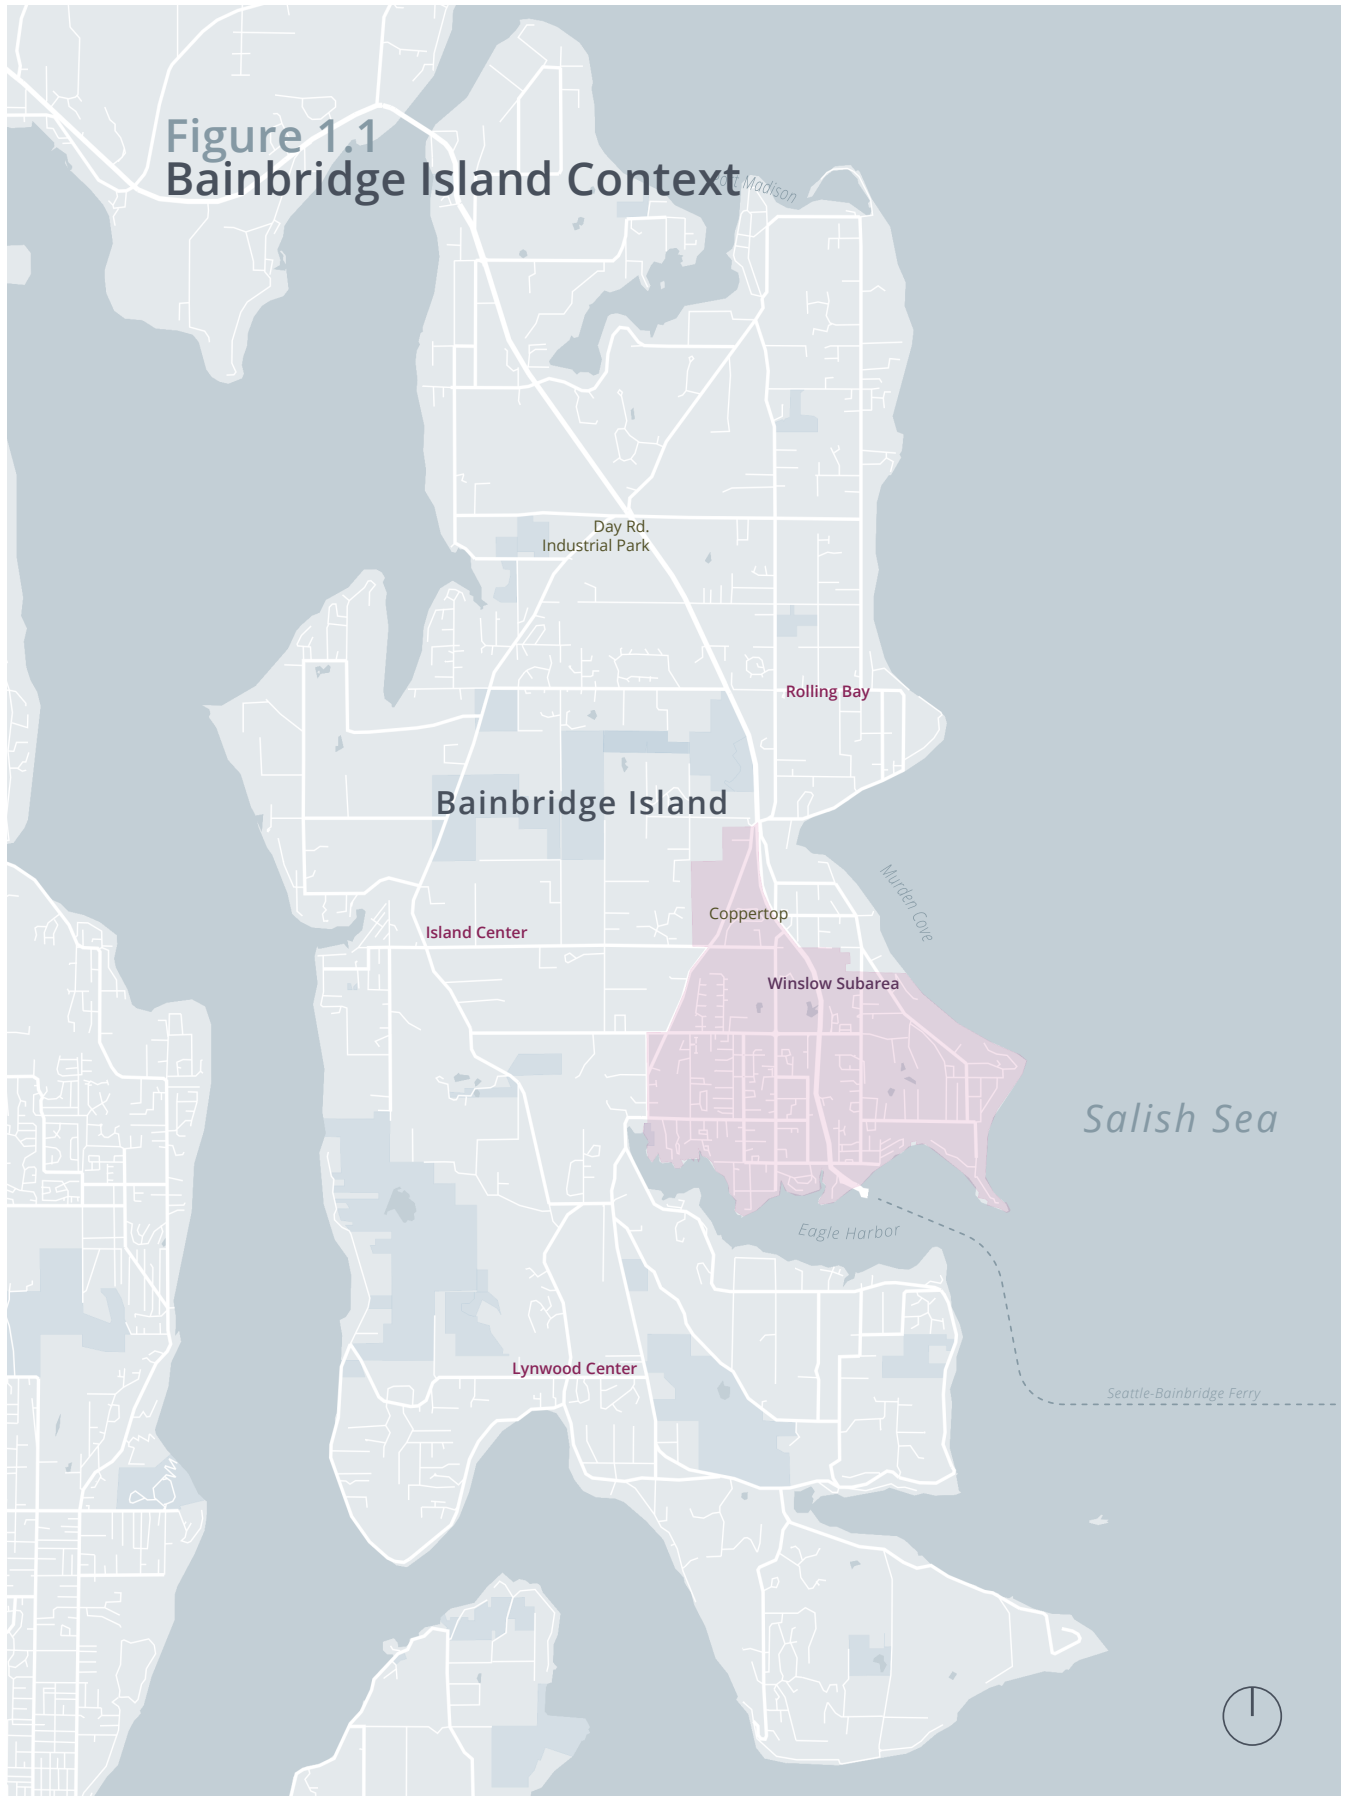 Figure 1.1
Bainbridge Island Context
Port Madison
Day Rd.
Industrial Park
Rolling Bay
Bainbridge Island
Murden Cove
Coppertop
Island Center
Winslow Subarea
Salish Sea
Eagle Harbor
Lynwood Center
Seattle-Bainbridge Ferry